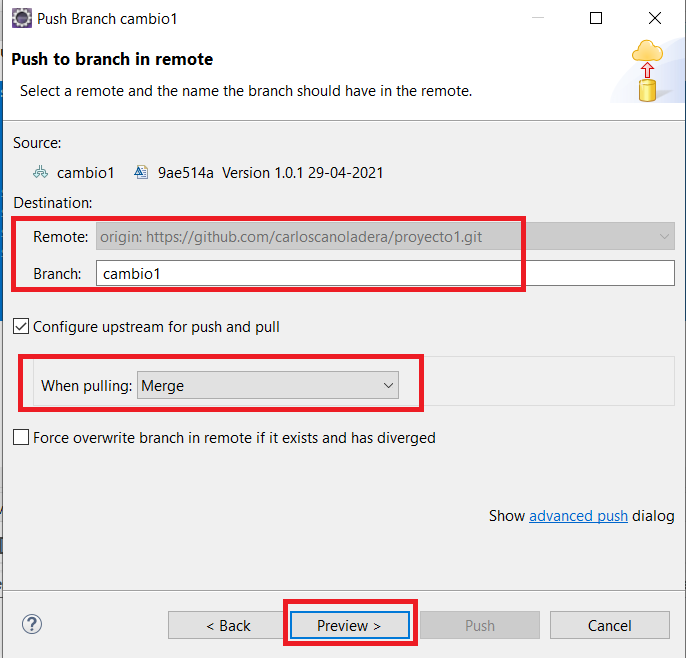 Push Branch cambio1
Push to branch in remote
Select a remote and the name the branch should have in the remote.
Source:
cambio1 9ae514a Version 1.0.1 29-04-2021
Destination:
Remote: origin: https://github.com/carloscanoladera/proyecto1.git
Branch: cambio1
Configure upstream for push and pull
When pulling: Merge
Force overwrite branch in remote if it exists and has diverged
Show advanced push dialog
? < Back Preview > Push Cancel